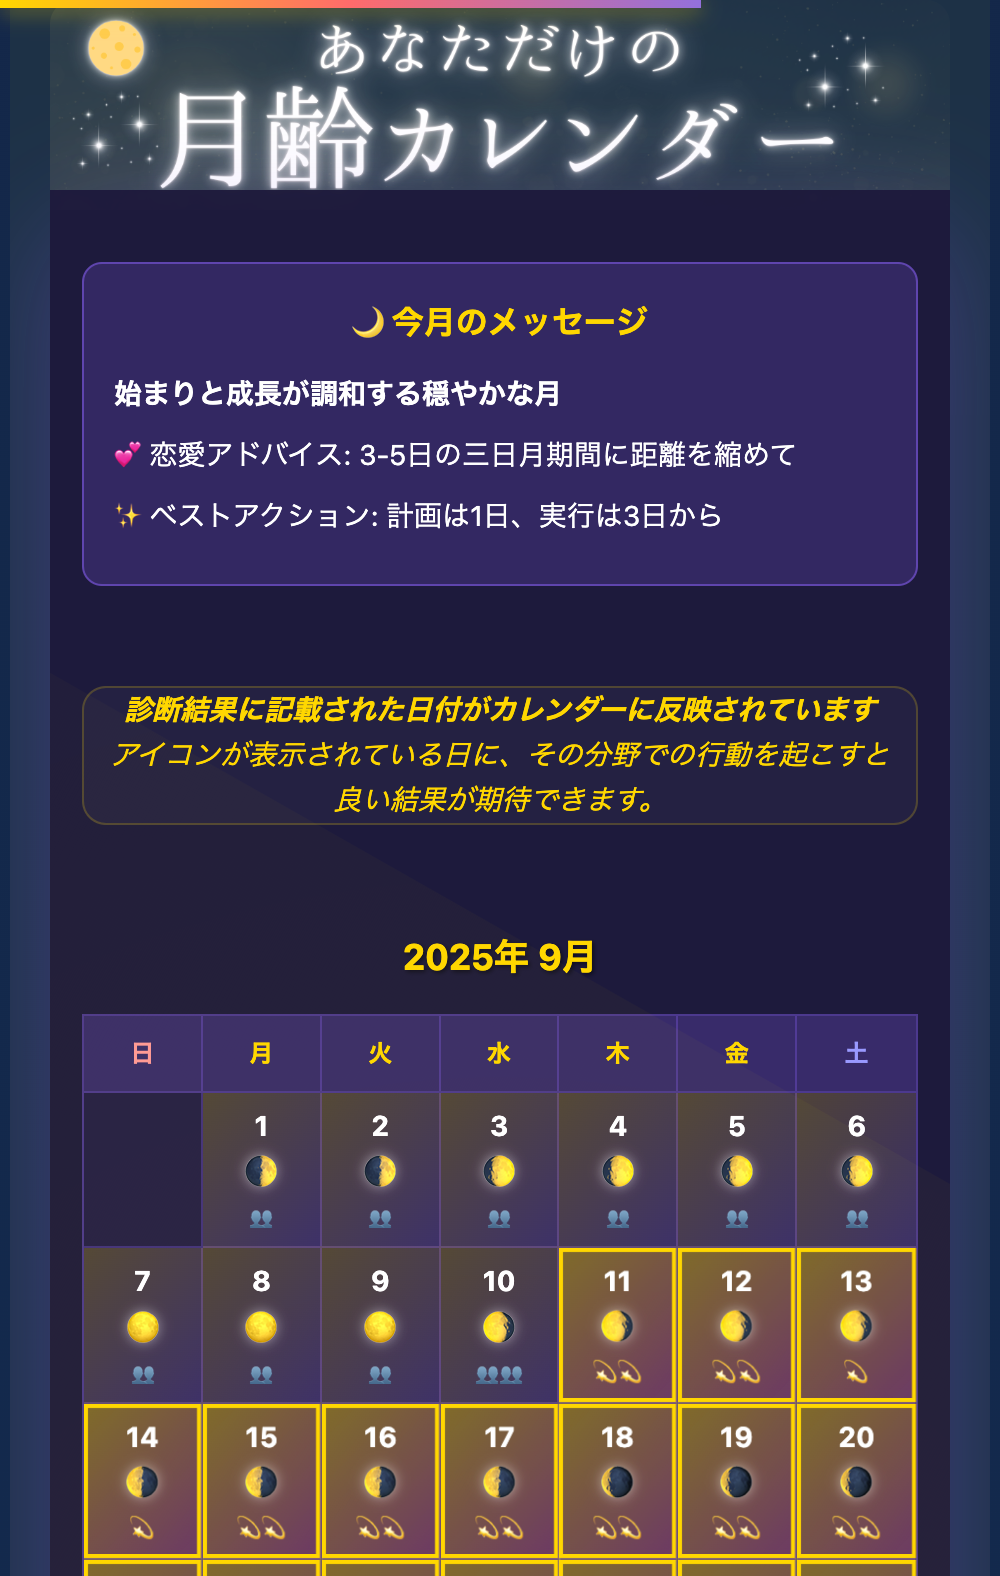 あなただけの
月齢カレンダー
🌙 今月のメッセージ
始まりと成長が調和する穏やかな月
💕 恋愛アドバイス: 3-5日の三日月期間に距離を縮めて
✨ ベストアクション: 計画は1日、実行は3日から
診断結果に記載された日付がカレンダーに反映されています
アイコンが表示されている日に、その分野での行動を起こすと
良い結果が期待できます。
2025年 9月
日 月 火 水 木 金 土
1 2 3 4 5 6
7 8 9 10 11 12 13
14 15 16 17 18 19 20